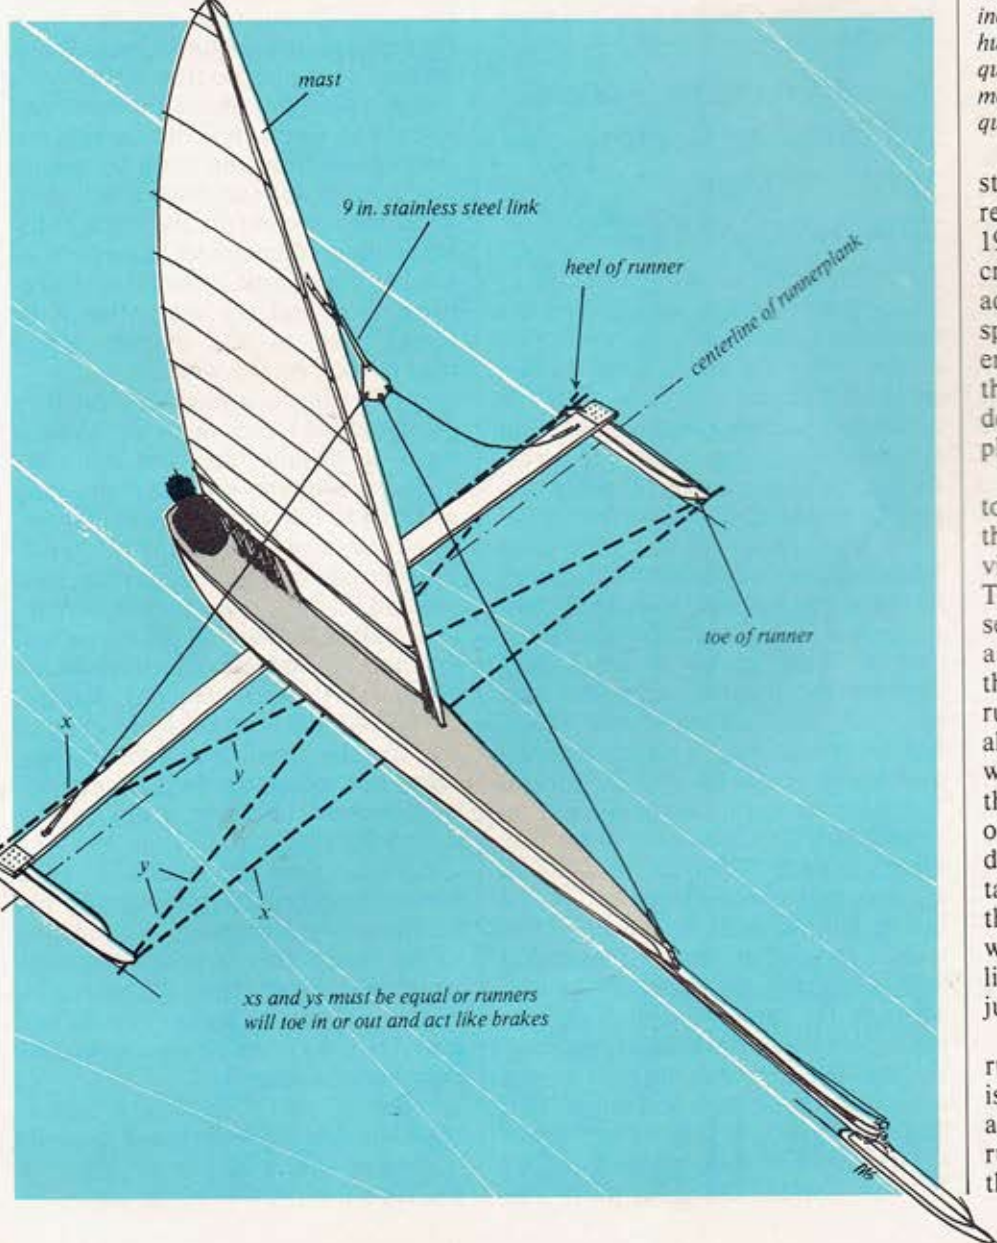 mast
9 in. stainless steel link
heel of runner
centerline of runnerplank
toe of runner
x
y
y
x
xs and ys must be equal or runners
will toe in or out and act like brakes